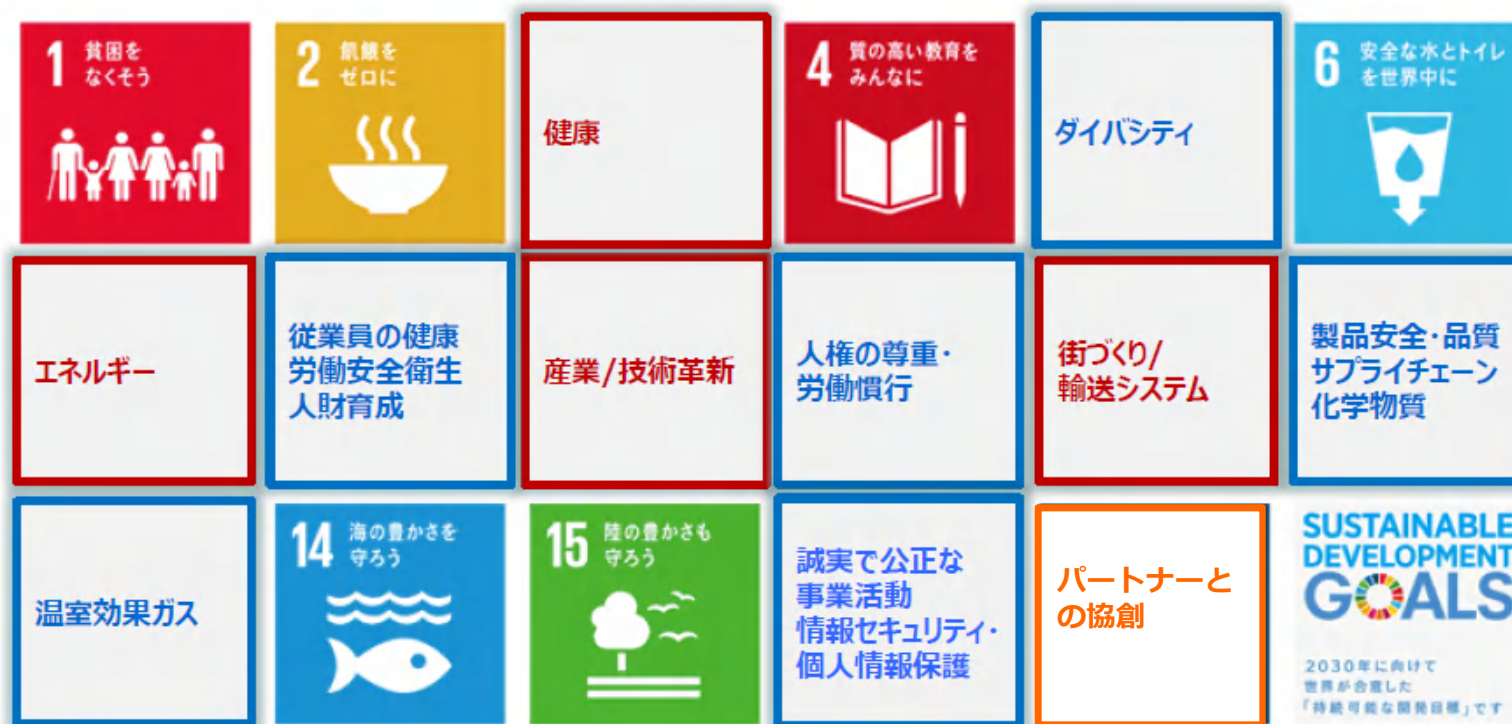 1 貧困を
なくそう
2 飢餓を
ゼロに
健康
4 質の高い教育を
みんなに
ダイバシティ
6 安全な水とトイレ
を世界中に
エネルギー
従業員の健康
労働安全衛生
人財育成
産業/技術革新
人権の尊重・
労働慣行
街づくり/
輸送システム
製品安全・品質
サプライチェーン
化学物質
温室効果ガス
14 海の豊かさを
守ろう
15 陸の豊かさも
守ろう
誠実で公正な
事業活動
情報セキュリティ・
個人情報保護
パートナーと
の協創
SUSTAINABLE
DEVELOPMENT
GOALS
2030年に向けて
世界が合意した
「持続可能な開発目標」です